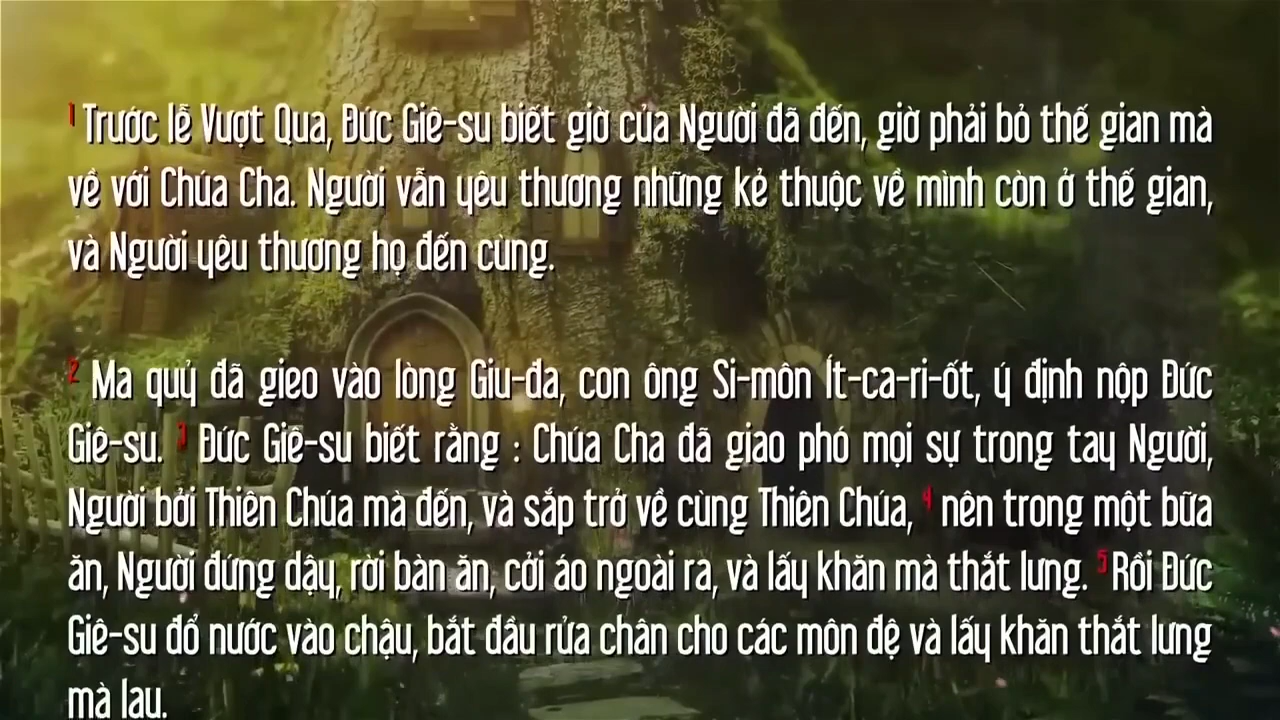 1 Trước lễ Vượt Qua, Đức Giê-su biết giờ của Người đã đến, giờ phải bỏ thế gian mà
về với Chúa Cha. Người vẫn yêu thương những kẻ thuộc về mình còn ở thế gian,
và Người yêu thương họ đến cùng.
2 Ma quỷ đã gieo vào lòng Giu-đa, con ông Si-môn Ít-ca-ri-ốt, ý định nộp Đức
Giê-su. 3 Đức Giê-su biết rằng : Chúa Cha đã giao phó mọi sự trong tay Người,
Người bởi Thiên Chúa mà đến, và sắp trở về cùng Thiên Chúa, 4 nên trong một bữa
ăn, Người đứng dậy, rời bàn ăn, cởi áo ngoài ra, và lấy khăn mà thắt lưng. 5 Rồi Đức
Giê-su đổ nước vào chậu, bắt đầu rửa chân cho các môn đệ và lấy khăn thắt lưng
mà lau.